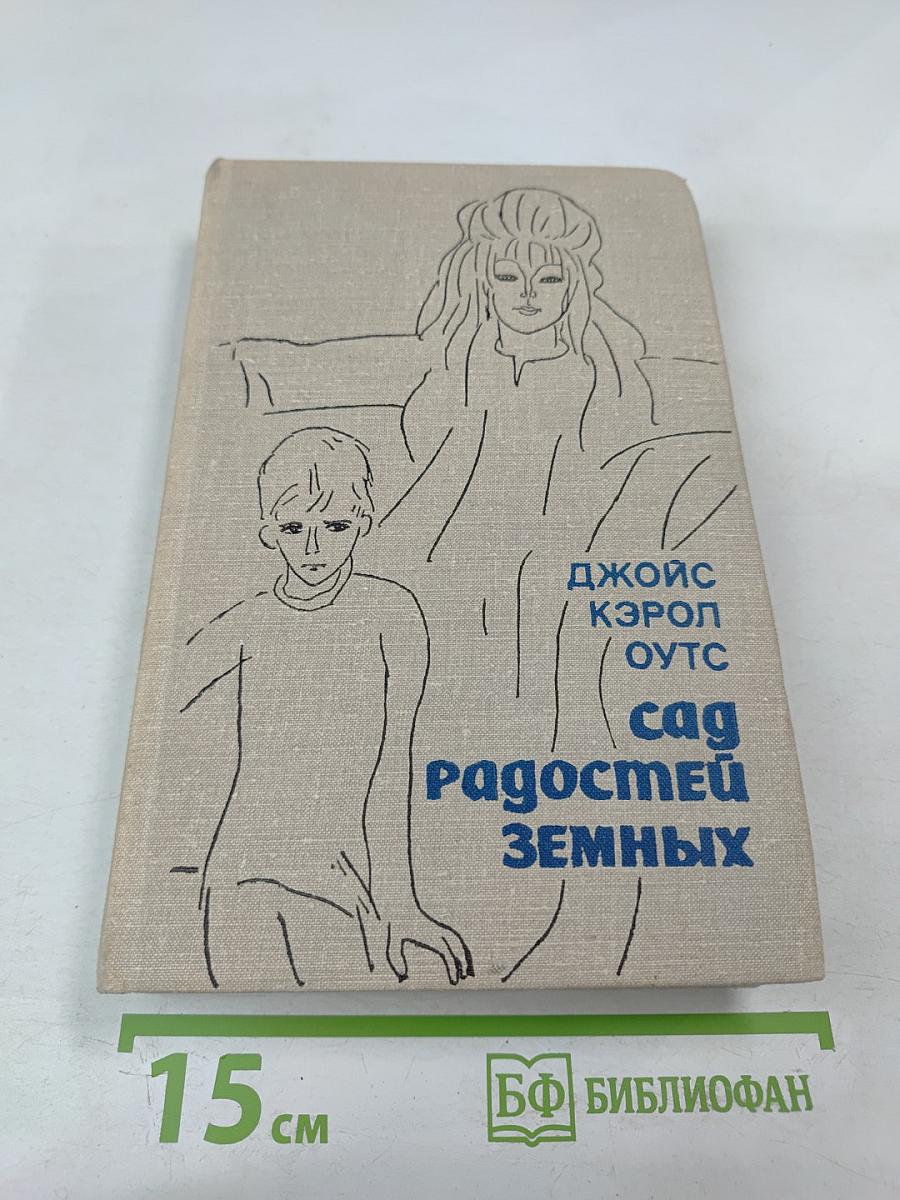 ДЖОЙС
КЭРОЛ
ОУТС
сад
радостей
земных
15 см
БФ БИБЛИОФАН